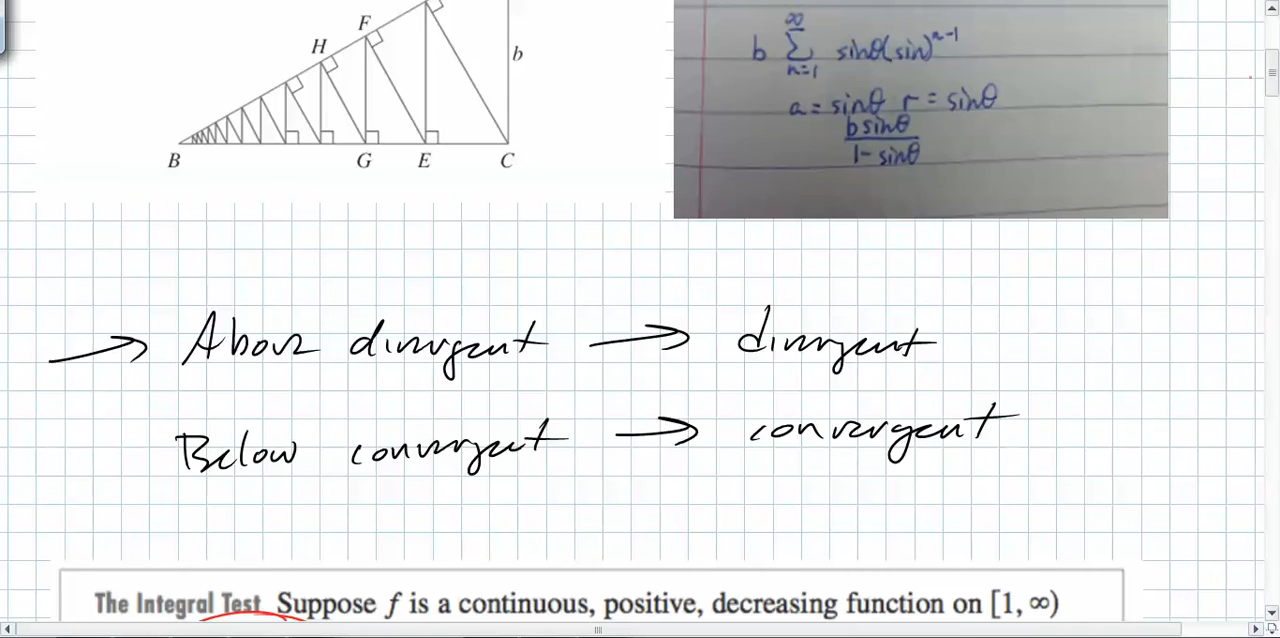 F
H
b
B G E C
b ∞ Σ n=1 sinθ(sin)^n-1
a = sinθ r = sinθ
b sinθ
1 - sinθ
→ Above divergent → divergent
Below convergent → convergent
The Integral Test Suppose f is a continuous, positive, decreasing function on [1, ∞)